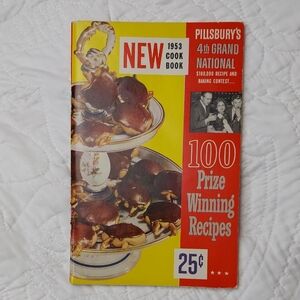 NEW
1953
COOK
BOOK
PILLSBURY'S
4th GRAND
NATIONAL
$100,000 RECIPE AND
BAKING CONTEST...
100
Prize
Winning
Recipes
25¢